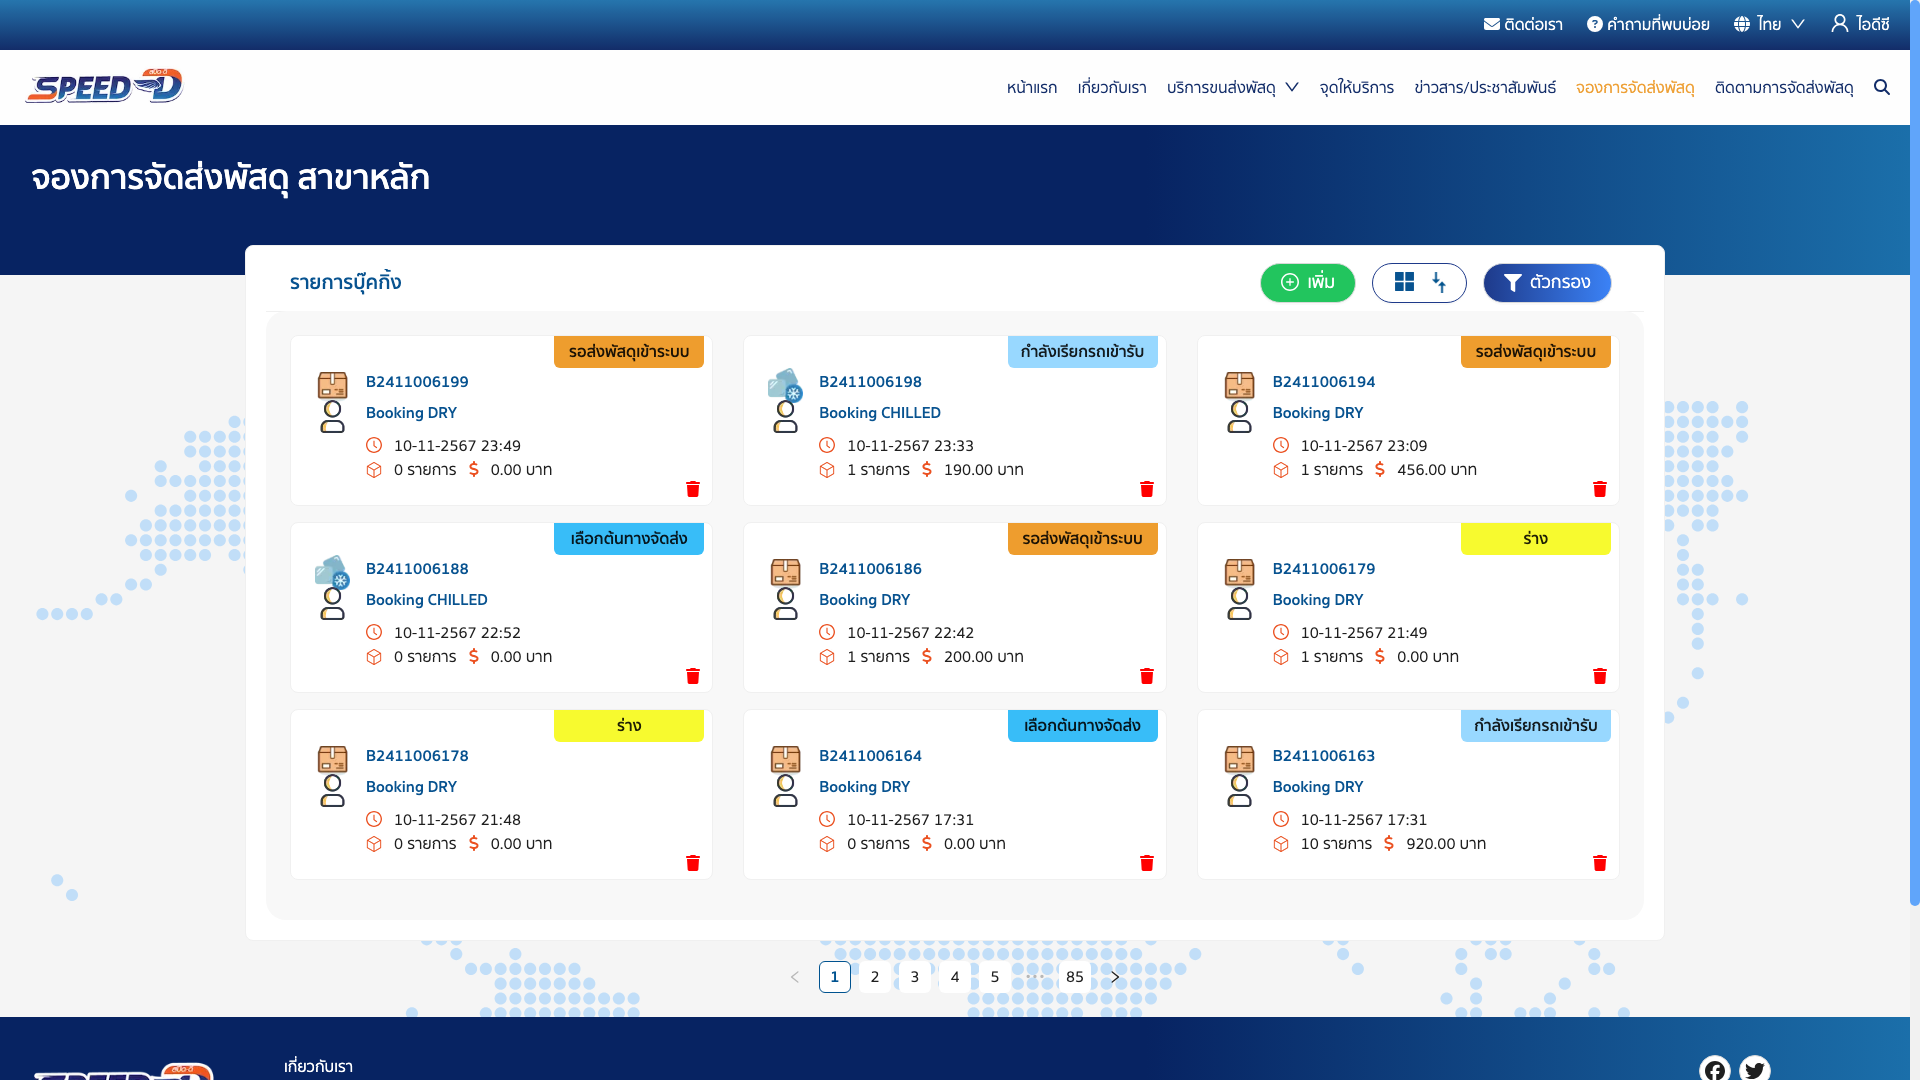 ติดต่อเรา คำถามที่พบบ่อย ไทย ไอดีซี
SPEED-D สปีด-ดี
หน้าแรก เกี่ยวกับเรา บริการขนส่งพัสดุ จุดให้บริการ ข่าวสาร/ประชาสัมพันธ์ จองการจัดส่งพัสดุ ติดตามการจัดส่งพัสดุ
จองการจัดส่งพัสดุ สาขาหลัก
รายการบุ๊คกิ้ง
เพิ่ม
ตัวกรอง
รอส่งพัสดุเข้าระบบ
B2411006199
Booking DRY
10-11-2567 23:49
0 รายการ $ 0.00 บาท
กำลังเรียกรถเข้ารับ
B2411006198
Booking CHILLED
10-11-2567 23:33
1 รายการ $ 190.00 บาท
รอส่งพัสดุเข้าระบบ
B2411006194
Booking DRY
10-11-2567 23:09
1 รายการ $ 456.00 บาท
เลือกต้นทางจัดส่ง
B2411006188
Booking CHILLED
10-11-2567 22:52
0 รายการ $ 0.00 บาท
รอส่งพัสดุเข้าระบบ
B2411006186
Booking DRY
10-11-2567 22:42
1 รายการ $ 200.00 บาท
ร่าง
B2411006179
Booking DRY
10-11-2567 21:49
1 รายการ $ 0.00 บาท
ร่าง
B2411006178
Booking DRY
10-11-2567 21:48
0 รายการ $ 0.00 บาท
เลือกต้นทางจัดส่ง
B2411006164
Booking DRY
10-11-2567 17:31
0 รายการ $ 0.00 บาท
กำลังเรียกรถเข้ารับ
B2411006163
Booking DRY
10-11-2567 17:31
10 รายการ $ 920.00 บาท
1 2 3 4 5 ••• 85
เกี่ยวกับเรา
สปีด-ดี